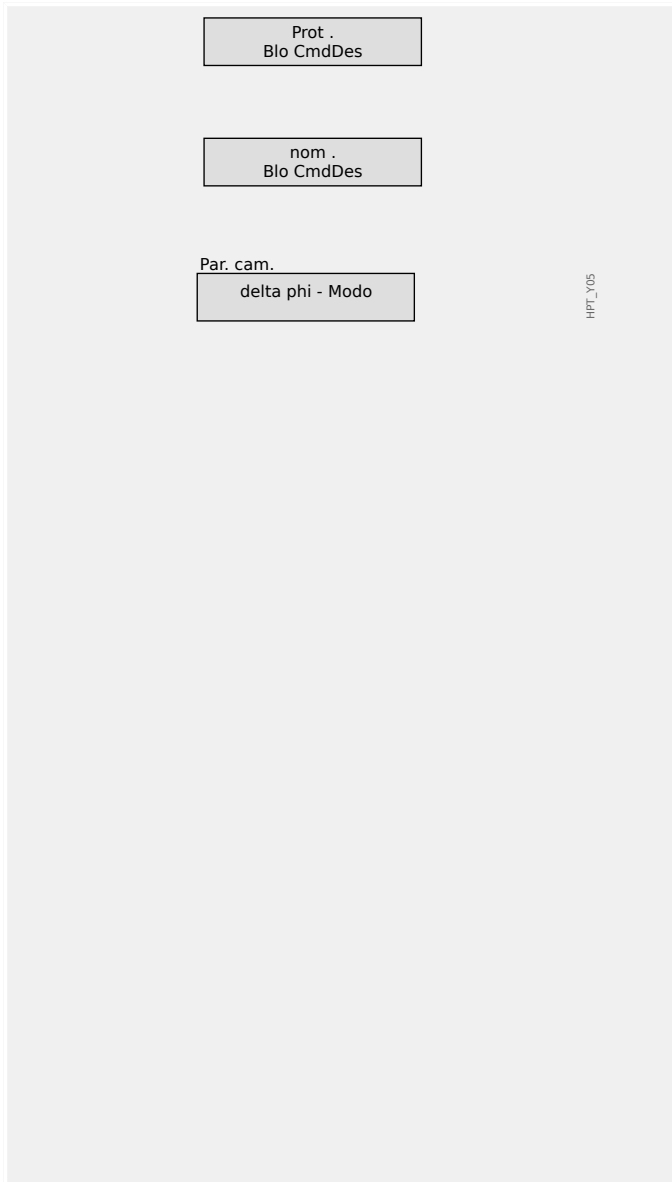 Prot .
Blo CmdDes
nom .
Blo CmdDes
Par. cam.
delta phi - Modo
HPT_Y05